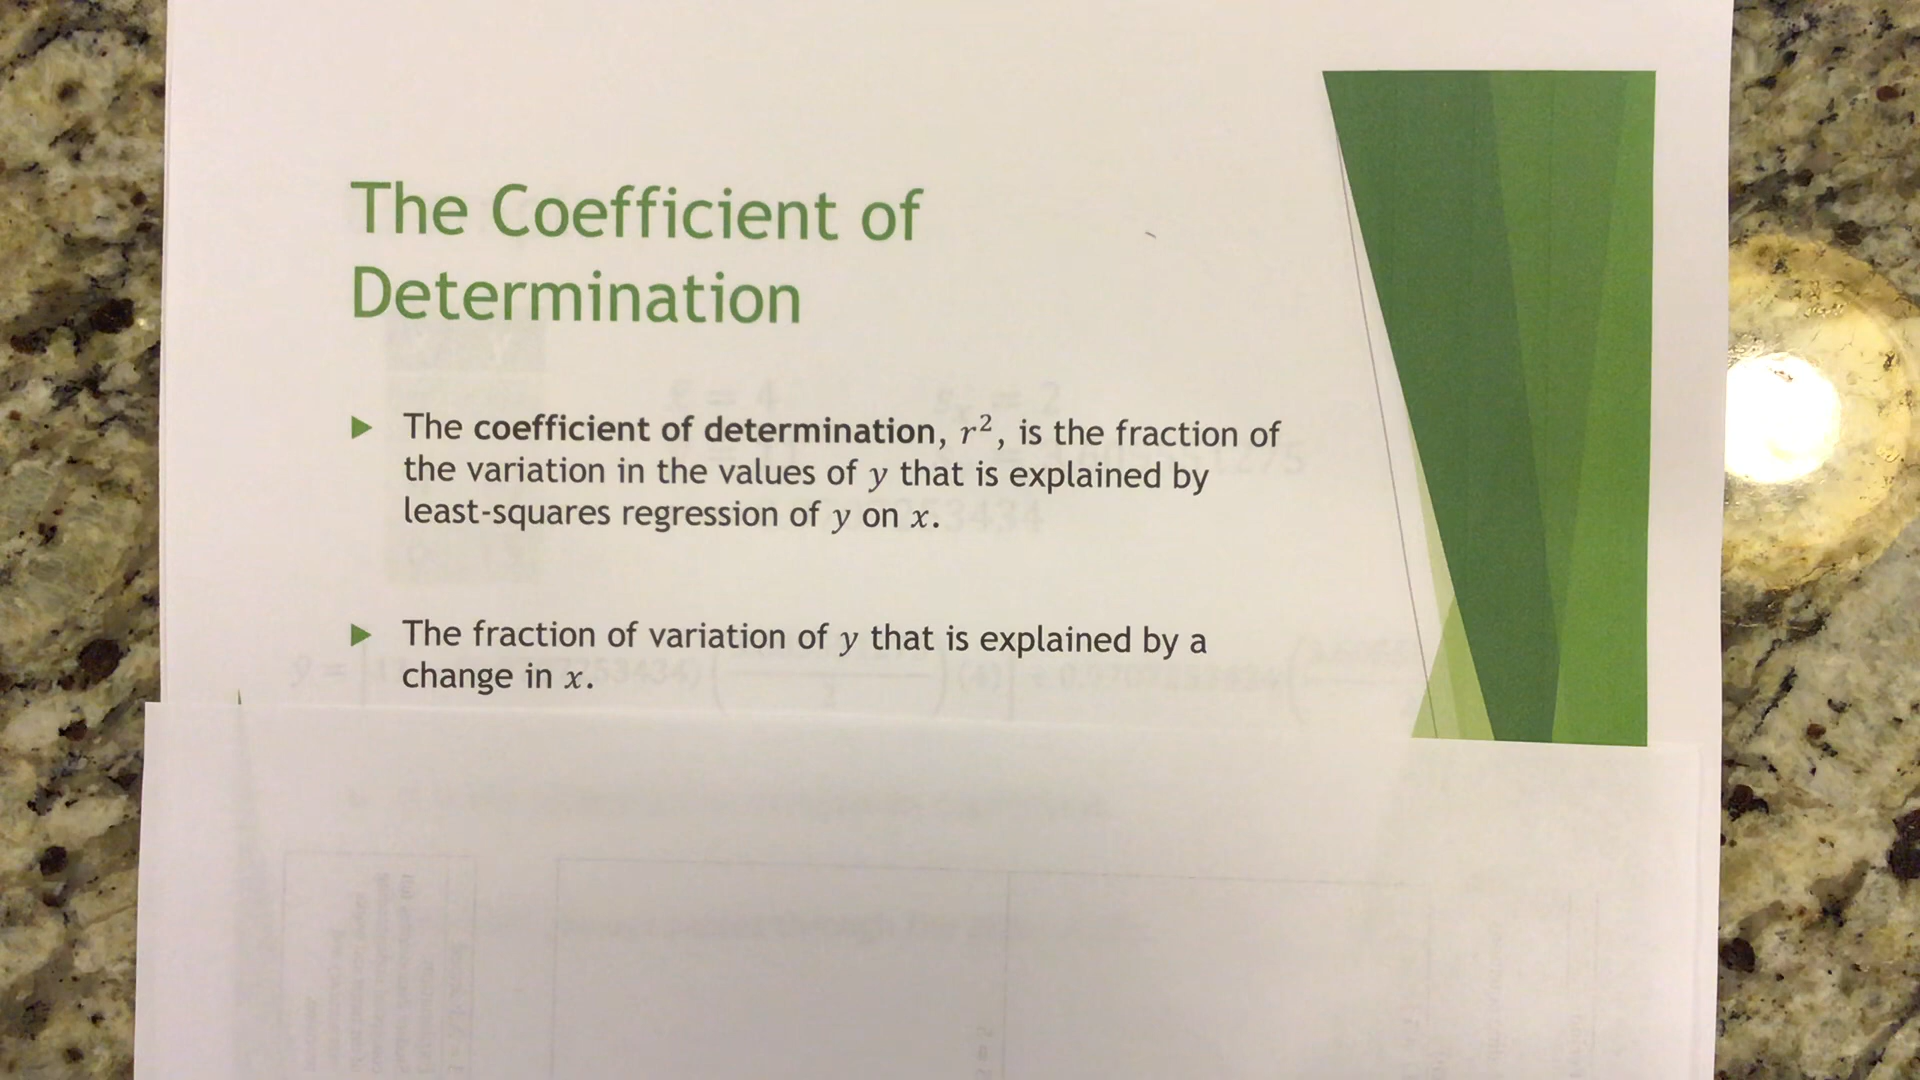 The Coefficient of
Determination
The coefficient of determination, r², is the fraction of
the variation in the values of y that is explained by
least-squares regression of y on x.
The fraction of variation of y that is explained by a
change in x.